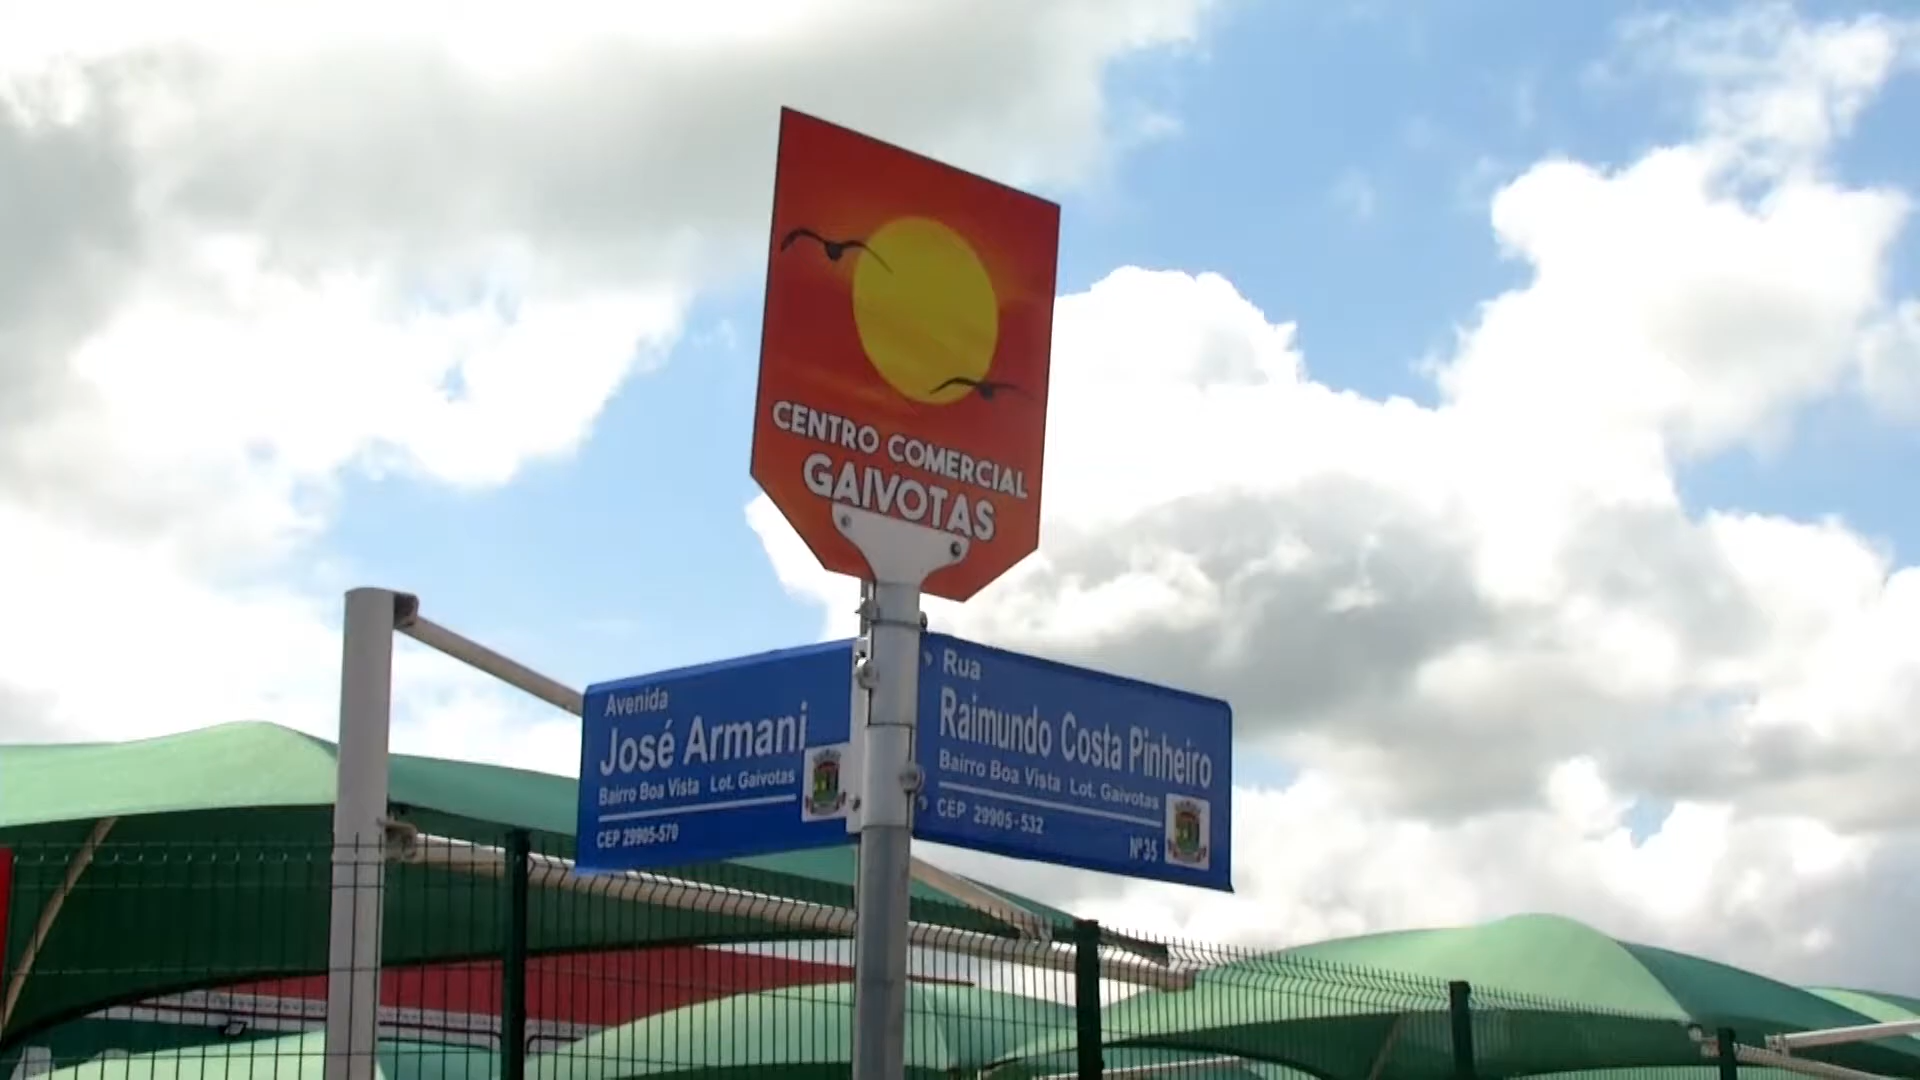 CENTRO COMERCIAL
GAIVOTAS
Avenida
José Armani
Bairro Boa Vista Lot. Gaivotas
CEP 29905-570
Rua
Raimundo Costa Pinheiro
Bairro Boa Vista Lot. Gaivotas
CEP 29905-532
Nº35